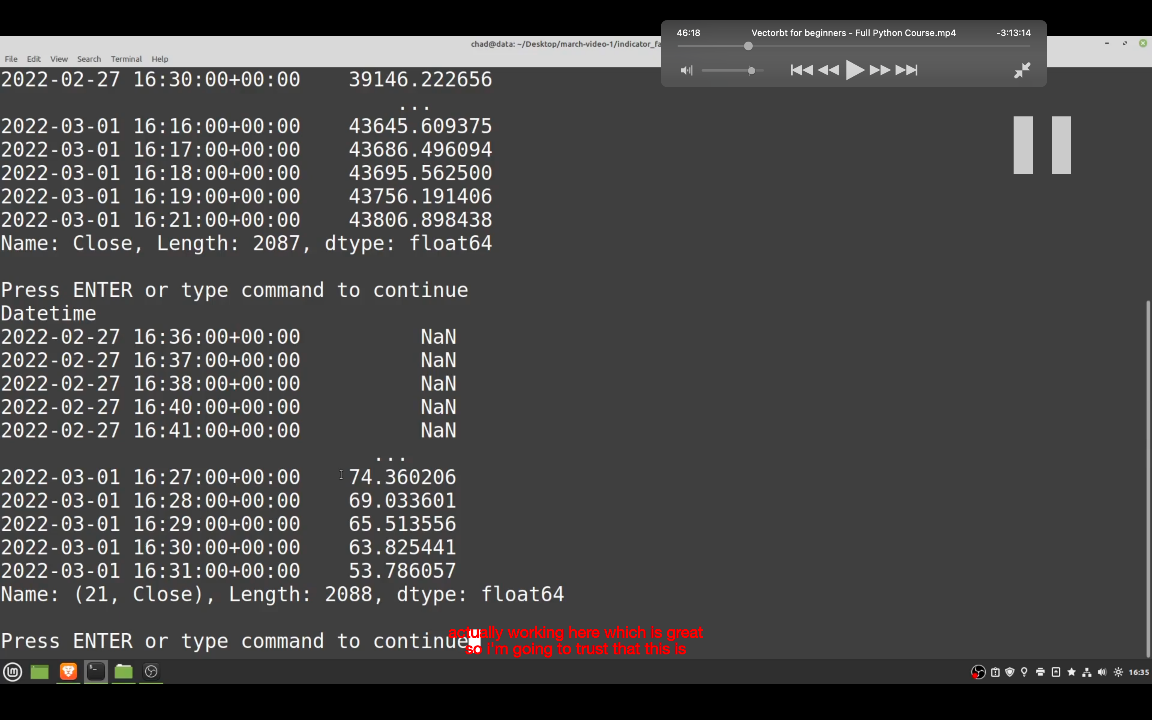 chad@data: ~/Desktop/march-video-1/indicator_fa
46:18 Vectorbt for beginners - Full Python Course.mp4 -3:13:14
File Edit View Search Terminal Help
2022-02-27 16:30:00+00:00 39146.222656
...
2022-03-01 16:16:00+00:00 43645.609375
2022-03-01 16:17:00+00:00 43686.496094
2022-03-01 16:18:00+00:00 43695.562500
2022-03-01 16:19:00+00:00 43756.191406
2022-03-01 16:21:00+00:00 43806.898438
Name: Close, Length: 2087, dtype: float64
Press ENTER or type command to continue
Datetime
2022-02-27 16:36:00+00:00 NaN
2022-02-27 16:37:00+00:00 NaN
2022-02-27 16:38:00+00:00 NaN
2022-02-27 16:40:00+00:00 NaN
2022-02-27 16:41:00+00:00 NaN
...
2022-03-01 16:27:00+00:00 74.360206
2022-03-01 16:28:00+00:00 69.033601
2022-03-01 16:29:00+00:00 65.513556
2022-03-01 16:30:00+00:00 63.825441
2022-03-01 16:31:00+00:00 53.786057
Name: (21, Close), Length: 2088, dtype: float64
Press ENTER or type command to continue
actually working here which is great
so i'm going to trust that this is
16:35